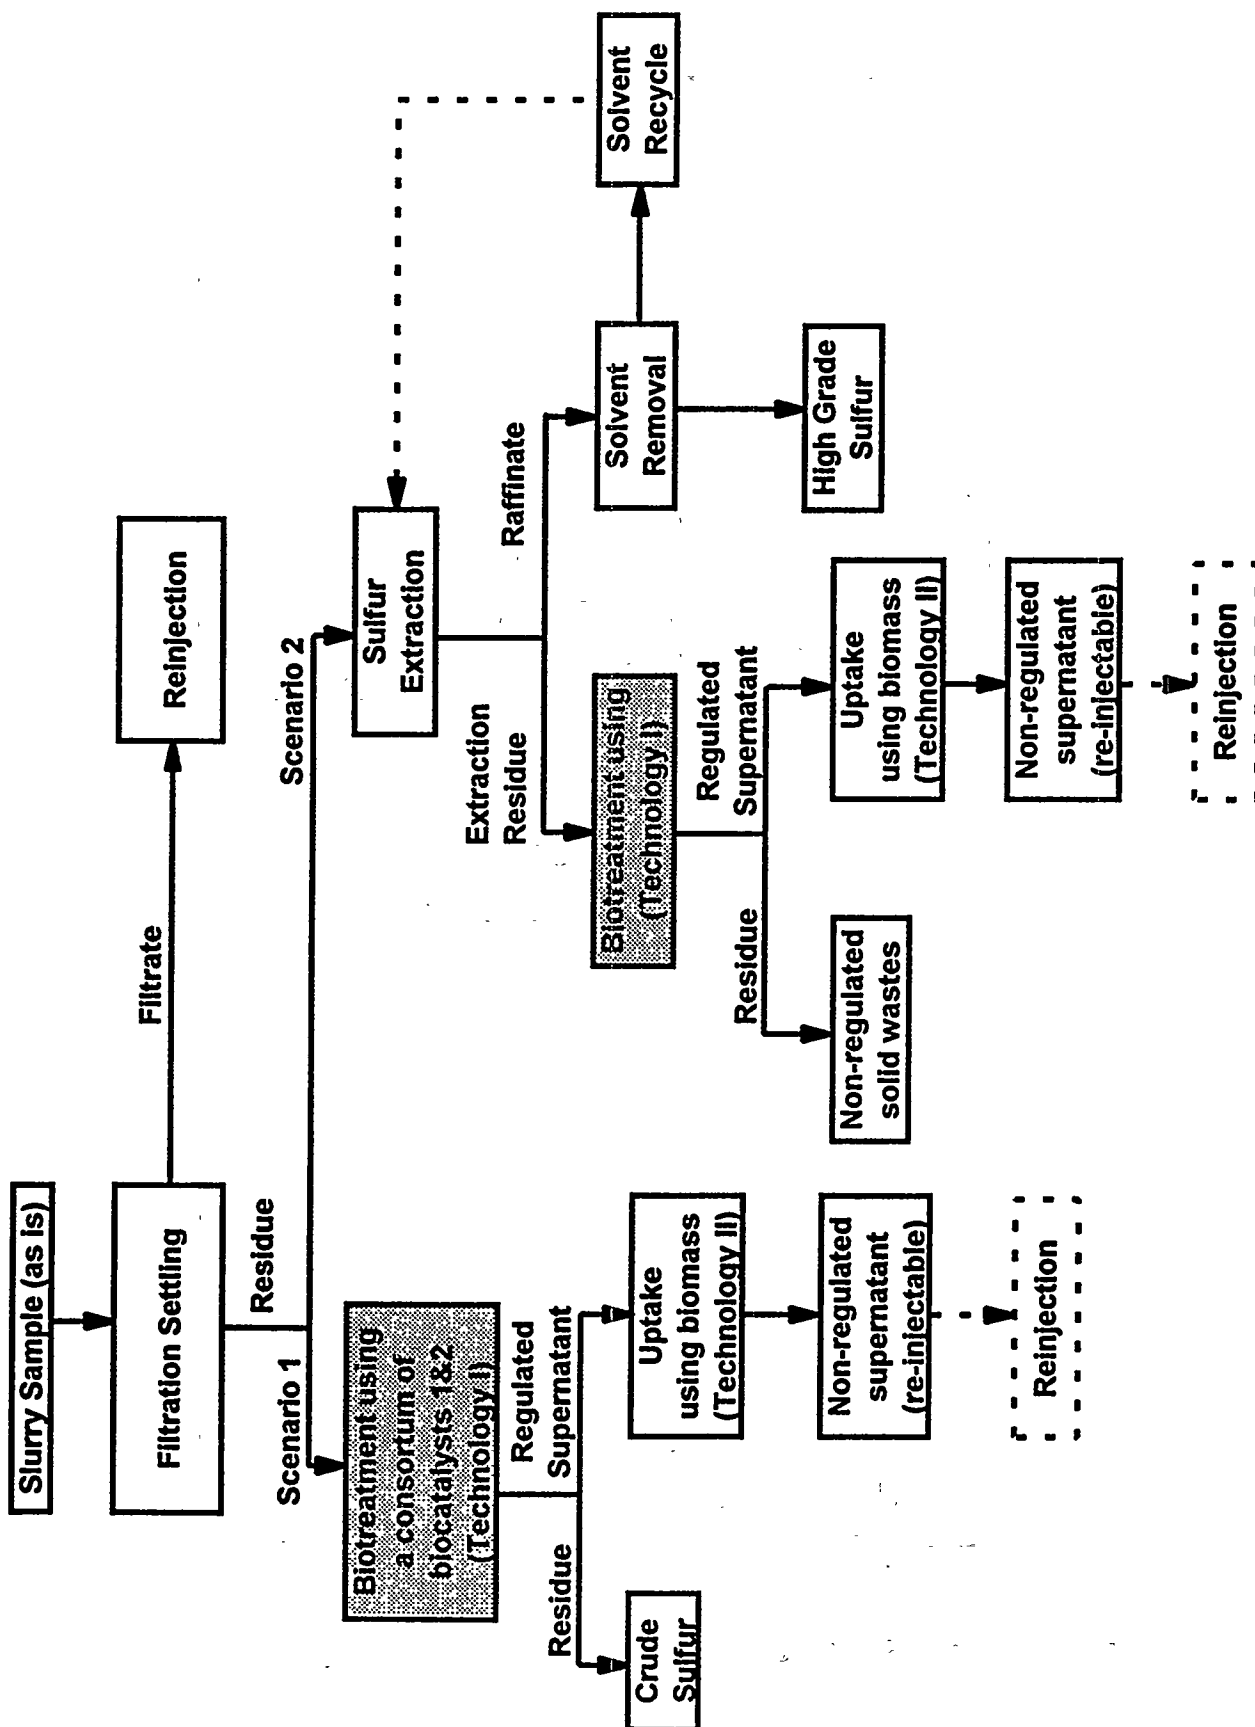 Slurry Sample (as is)
Filtration Settling
Filtrate
Reinjection
Residue
Scenario 1
Scenario 2
Biotreatment using
a consortum of
biocatalysts 1&2
(Technology I)
Residue
Regulated
Supernatant
Crude
Sulfur
Uptake
using biomass
(Technology II)
Non-regulated
supernatant
(re-injectable)
Reinjection
Sulfur
Extraction
Extraction
Residue
Raffinate
Biotreatment using
(Technology I)
Residue
Regulated
Supernatant
Non-regulated
solid wastes
Uptake
using biomass
(Technology II)
Non-regulated
supernatant
(re-injectable)
Reinjection
Solvent
Removal
Solvent
Recycle
High Grade
Sulfur